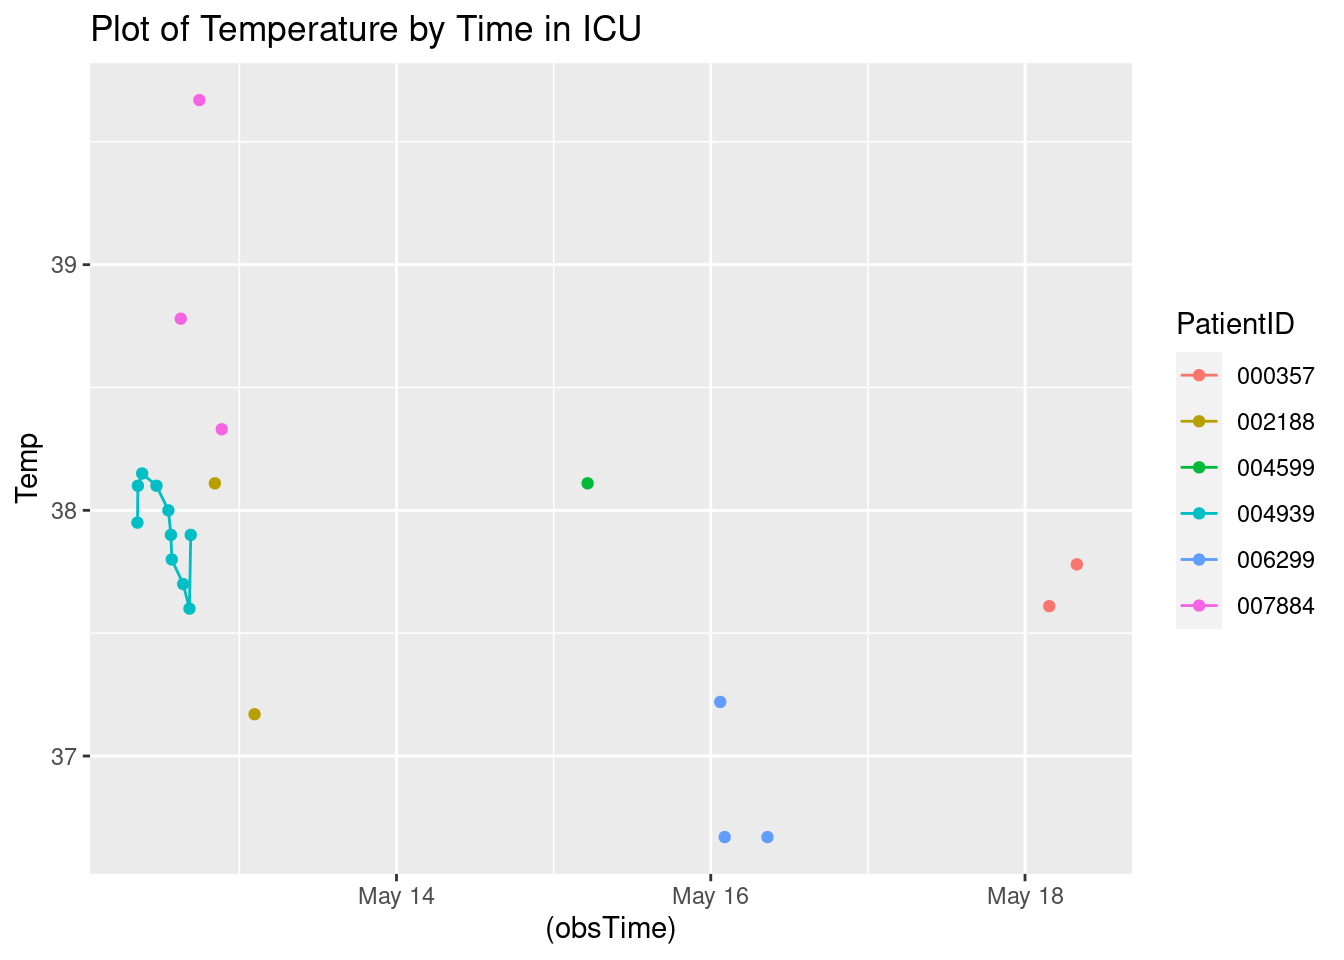 Plot of Temperature by Time in ICU
39
38
37
Temp
May 14
May 16
May 18
(obsTime)
PatientID
000357
002188
004599
004939
006299
007884